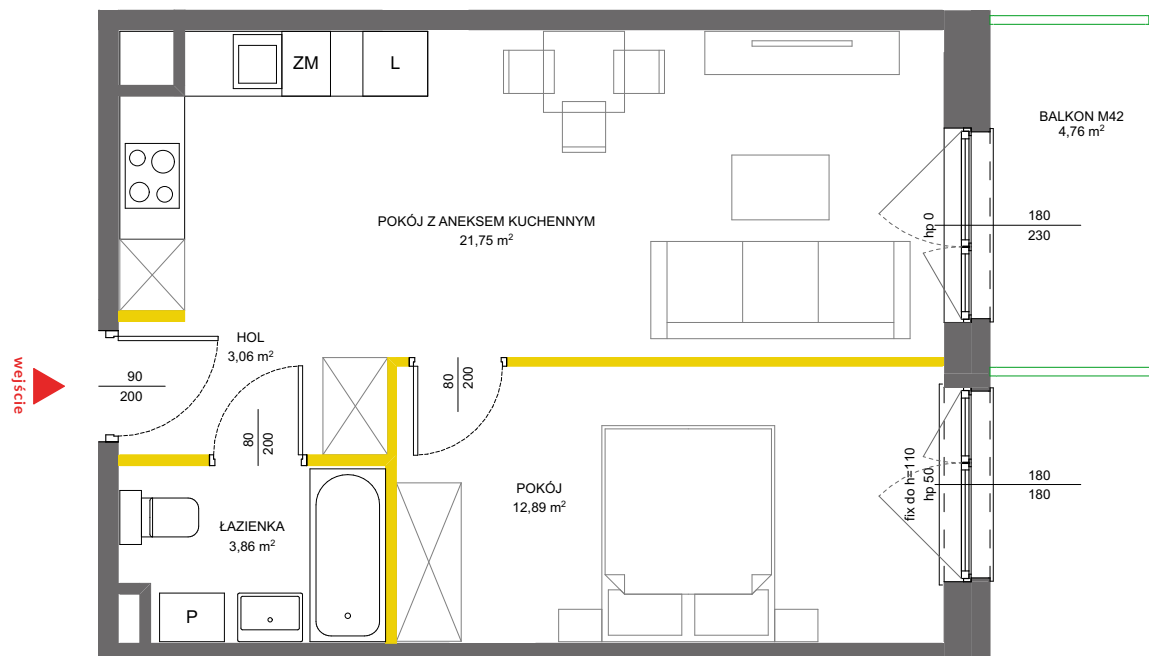 ZM
L
BALKON M42
4,76 m²
POKÓJ Z ANEKSEM KUCHENNYM
21,75 m²
hp 0
180
230
HOL
3,06 m²
wejście
90
200
80
200
80
200
POKÓJ
12,89 m²
fix do h=110
hp 50
180
180
ŁAZIENKA
3,86 m²
P